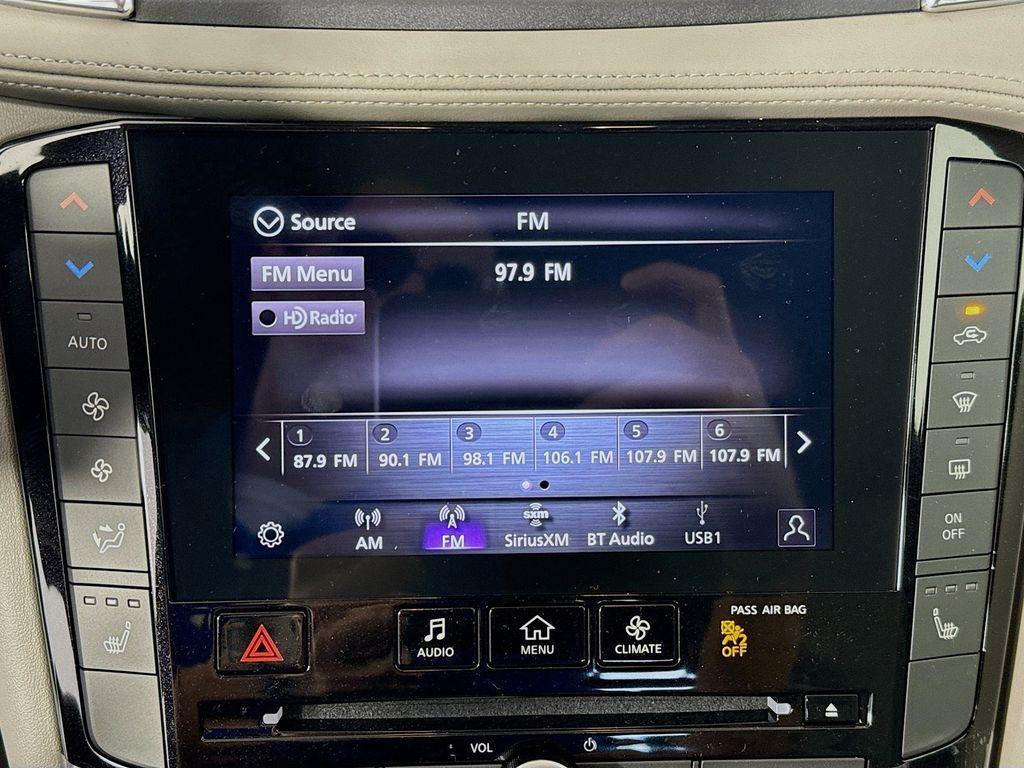 Source
FM
FM Menu
97.9 FM
HD Radio
AUTO
1 2 3 4 5 6
87.9 FM 90.1 FM 98.1 FM 106.1 FM 107.9 FM 107.9 FM
AM FM sxm SiriusXM BT Audio USB1
ON
OFF
AUDIO
MENU
CLIMATE
PASS AIR BAG
OFF
VOL